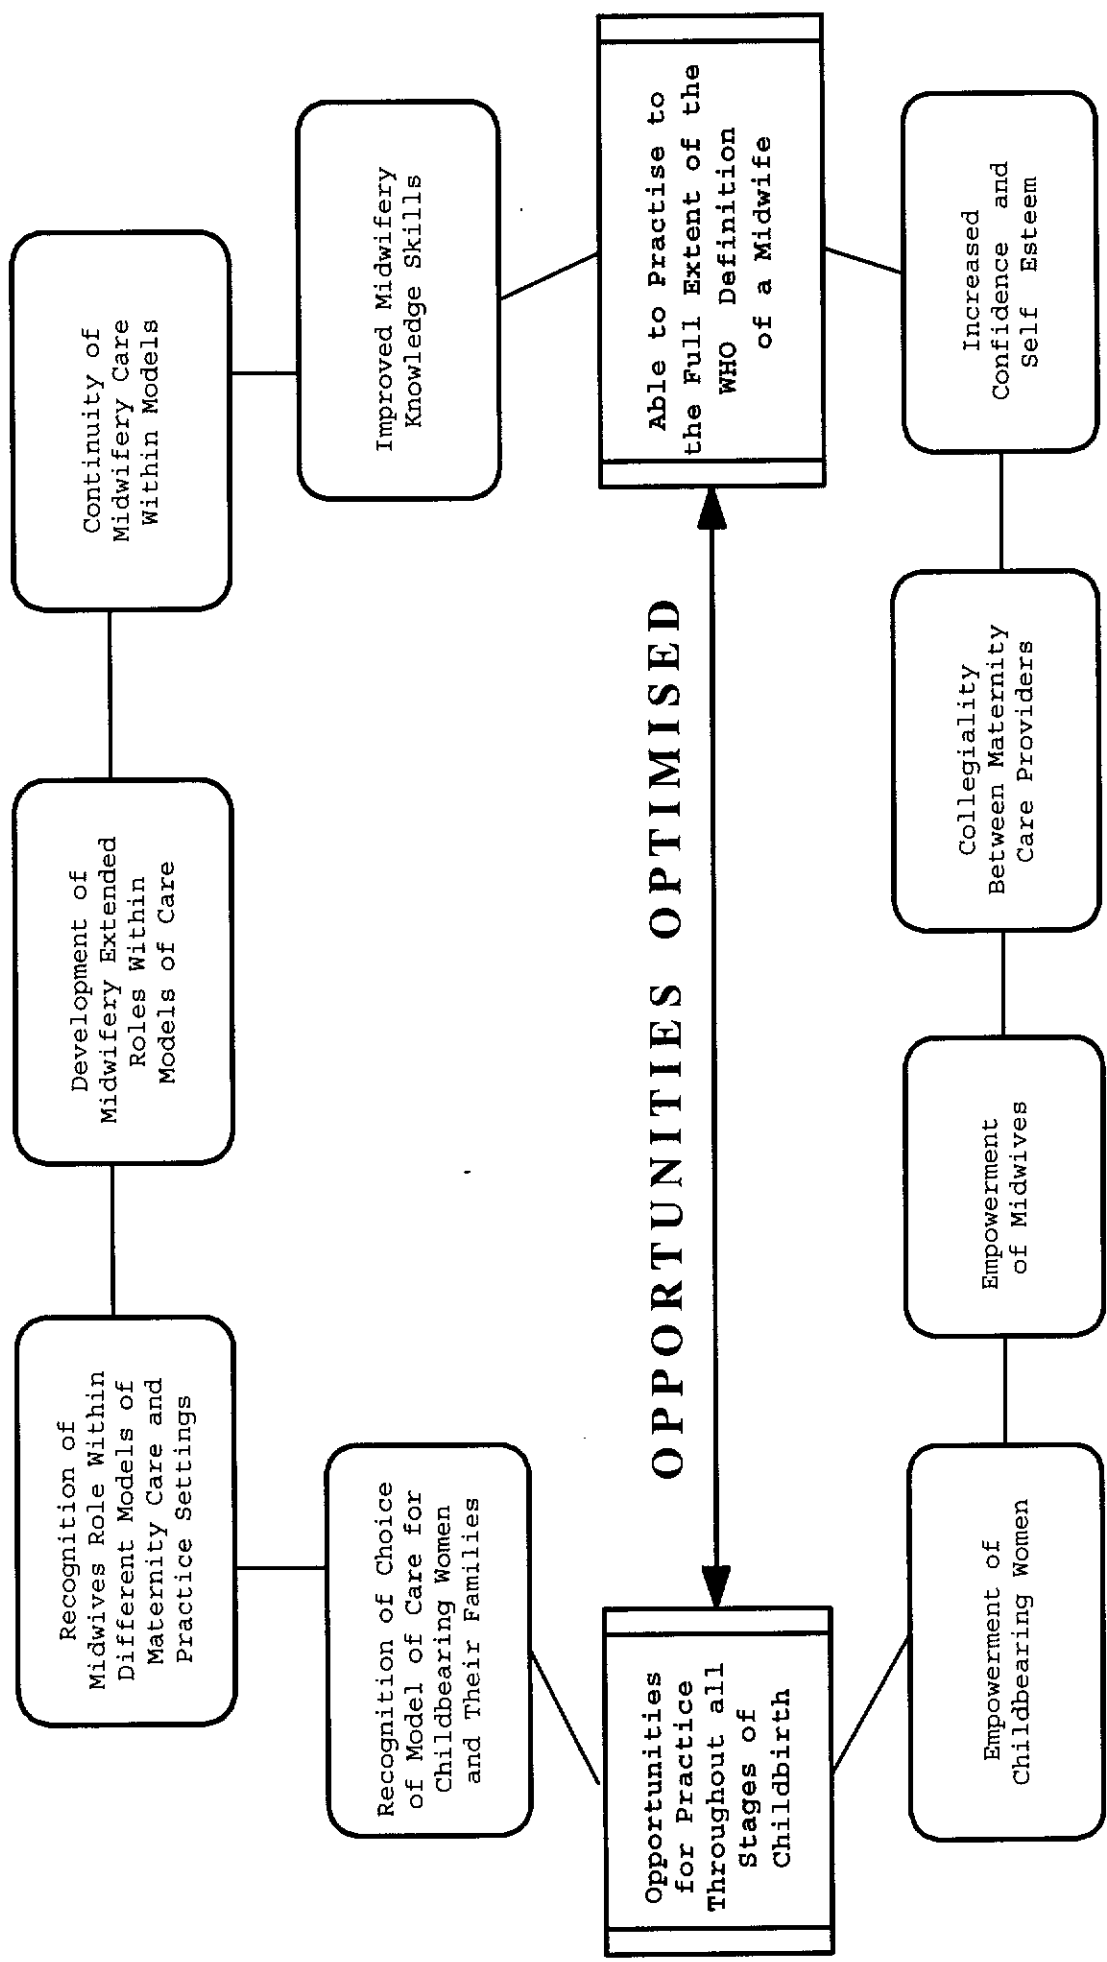 Recognition of
Midwives Role Within
Different Models of
Maternity Care and
Practice Settings
Development of
Midwifery Extended
Roles Within
Models of Care
Continuity of
Midwifery Care
Within Models
Recognition of Choice
of Model of Care for
Childbearing Women
and Their Families
Improved Midwifery
Knowledge Skills
Opportunities
for Practice
Throughout all
Stages of
Childbirth
OPPORTUNITIES OPTIMISED
Able to Practise to
the Full Extent of the
WHO Definition
of a Midwife
Empowerment of
Childbearing Women
Empowerment
of Midwives
Collegiality
Between Maternity
Care Providers
Increased
Confidence and
Self Esteem